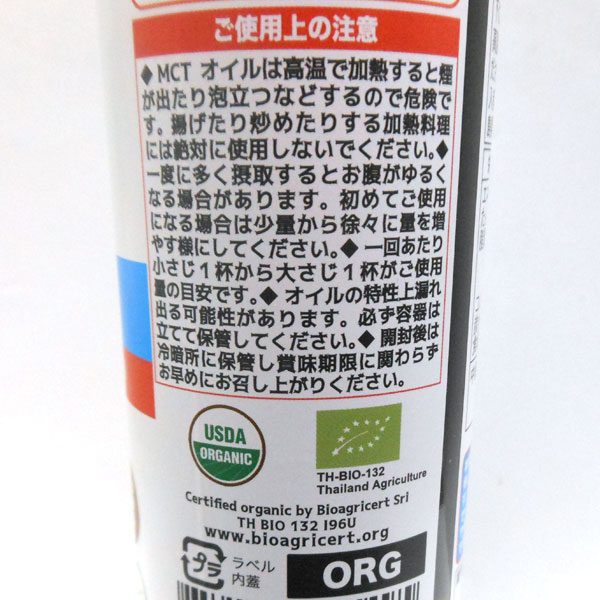 ご使用上の注意
◆ MCT オイルは高温で加熱すると煙
が出たり泡立つなどするので危険で
す。揚げたり炒めたりする加熱料理
には絶対に使用しないでください。◆
一度に多く摂取するとお腹がゆるく
なる場合があります。初めてご使用
になる場合は少量から徐々に量を増
やす様にしてください。◆ 一回あたり
小さじ1杯から大さじ1杯がご使用
量の目安です。◆ オイルの特性上漏れ
出る可能性があります。必ず容器は
立てて保管してください。◆ 開封後は
冷暗所に保管し賞味期限に関わらず
お早めにお召し上がりください。
USDA
ORGANIC
TH-BIO-132
Thailand Agriculture
Certified organic by Bioagricert Srl
TH BIO 132 I96U
www.bioagricert.org
プラ
ラベル
内蓋
ORG